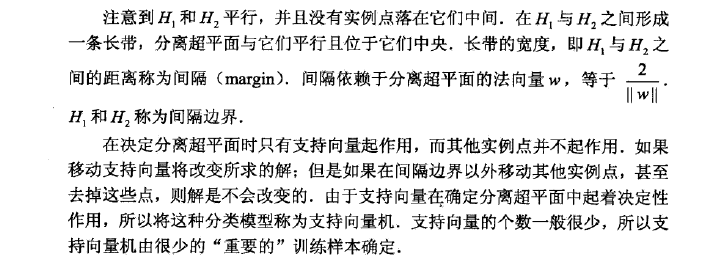 注意到 H₁ 和 H₂ 平行，并且没有实例点落在它们中间．在 H₁ 与 H₂ 之间形成
一条长带，分离超平面与它们平行且位于它们中央．长带的宽度，即 H₁ 与 H₂ 之
间的距离称为间隔（margin）．间隔依赖于分离超平面的法向量 w，等于 2/||w||．
H₁ 和 H₂ 称为间隔边界．
在决定分离超平面时只有支持向量起作用，而其他实例点并不起作用．如果
移动支持向量将改变所求的解；但是如果在间隔边界以外移动其他实例点，甚至
去掉这些点，则解是不会改变的．由于支持向量在确定分离超平面中起着决定性
作用，所以将这种分类模型称为支持向量机．支持向量的个数一般很少，所以支
持向量机由很少的“重要的”训练样本确定．